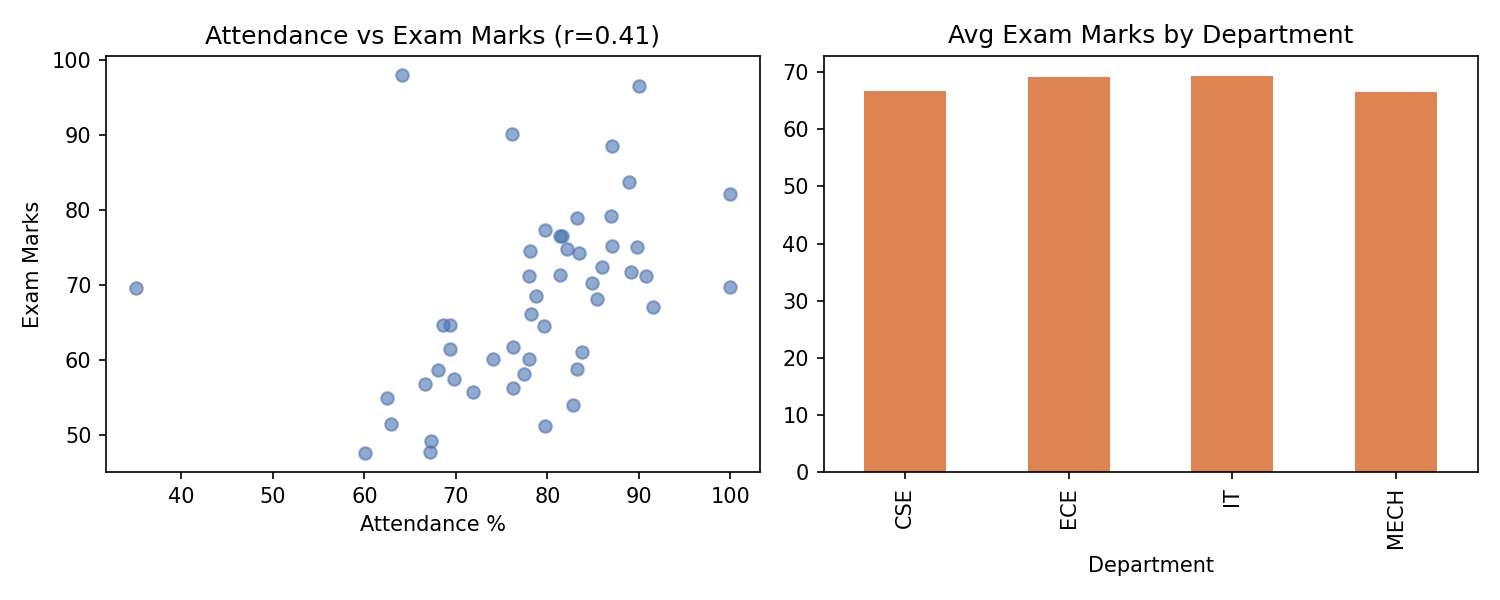 Attendance vs Exam Marks (r=0.41)
100
90
80
70
60
50
Exam Marks
40 50 60 70 80 90 100
Attendance %
Avg Exam Marks by Department
70
60
50
40
30
20
10
0
CSE ECE IT MECH
Department